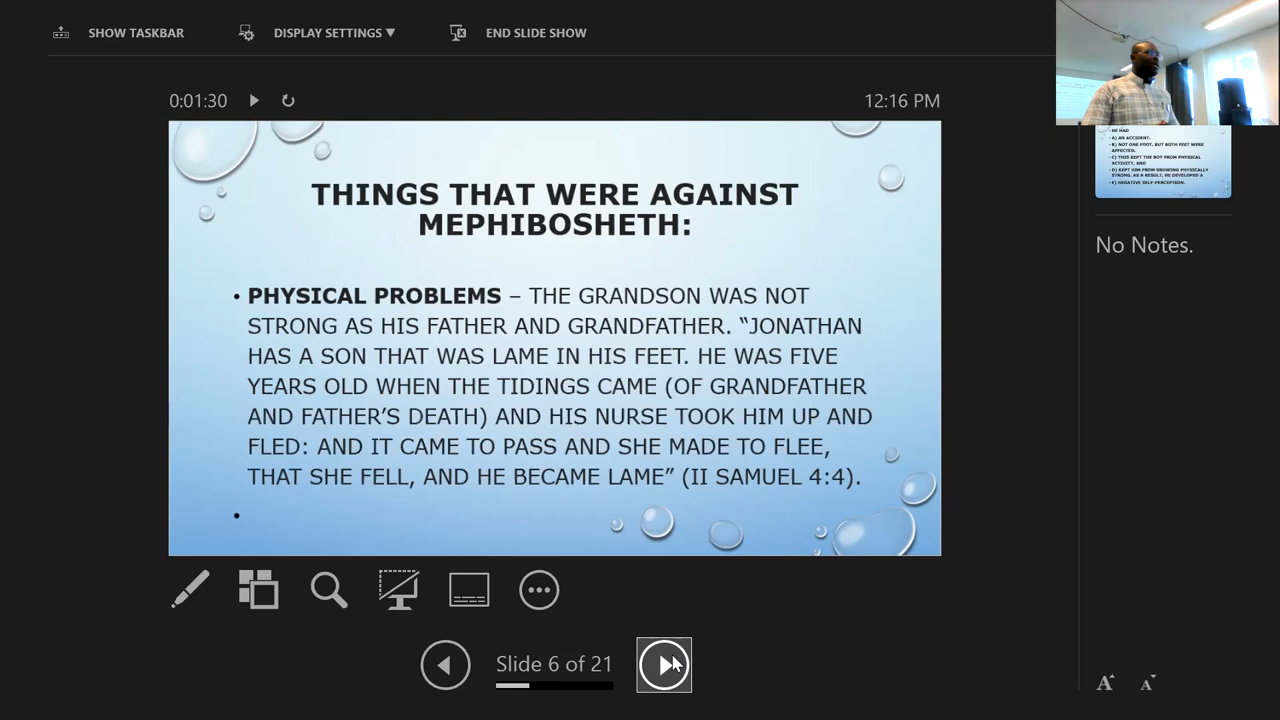 SHOW TASKBAR
DISPLAY SETTINGS ▼
END SLIDE SHOW
0:01:30
12:16 PM
THINGS THAT WERE AGAINST
MEPHIBOSHETH:
• PHYSICAL PROBLEMS – THE GRANDSON WAS NOT
STRONG AS HIS FATHER AND GRANDFATHER. “JONATHAN
HAS A SON THAT WAS LAME IN HIS FEET. HE WAS FIVE
YEARS OLD WHEN THE TIDINGS CAME (OF GRANDFATHER
AND FATHER’S DEATH) AND HIS NURSE TOOK HIM UP AND
FLED: AND IT CAME TO PASS AND SHE MADE TO FLEE,
THAT SHE FELL, AND HE BECAME LAME” (II SAMUEL 4:4).
•
Slide 6 of 21
• HE HAD
• A) AN ACCIDENT.
• B) NOT ONE FOOT, BUT BOTH FEET WERE
AFFECTED.
• C) THIS KEPT THE BOY FROM PHYSICAL
ACTIVITY, AND
• D) KEPT HIM FROM GROWING PHYSICALLY
STRONG. AS A RESULT, HE DEVELOPED A
• E) NEGATIVE SELF-PERCEPTION.
No Notes.
A A